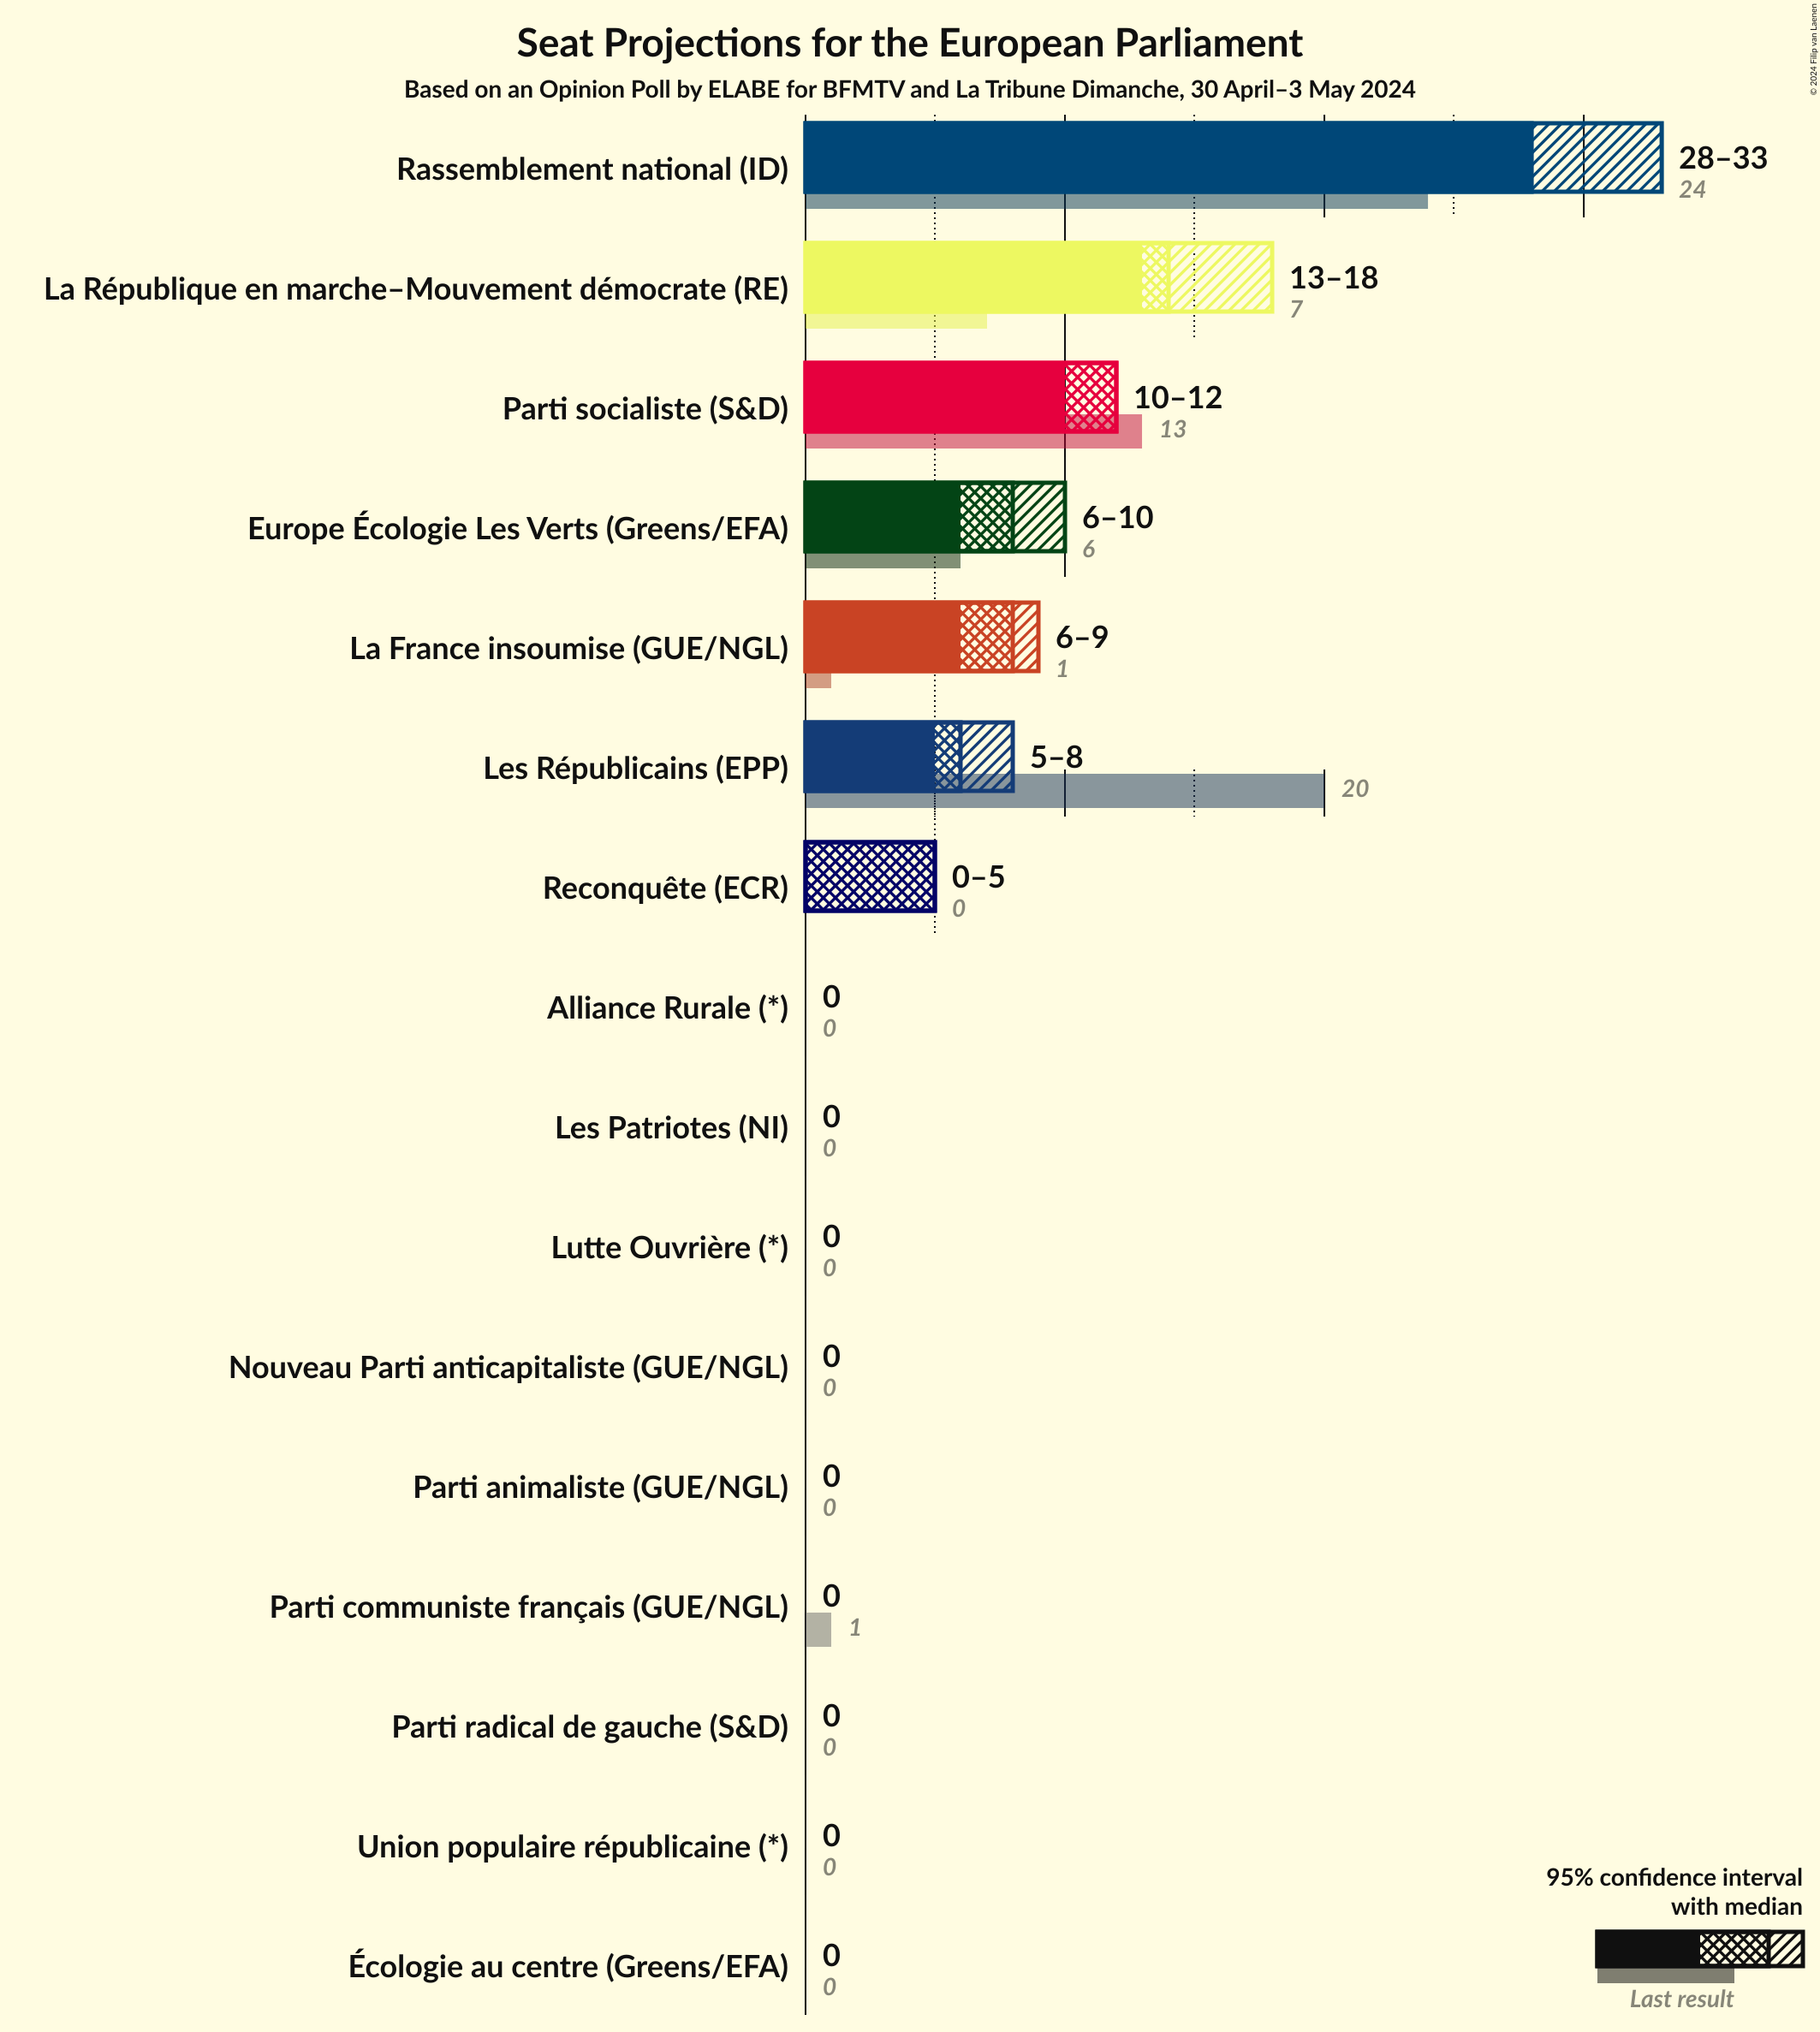 Seat Projections for the European Parliament
Based on an Opinion Poll by ELABE for BFMTV and La Tribune Dimanche, 30 April–3 May 2024
© 2024 Filip van Laenen
Rassemblement national (ID)
28–33
24
La République en marche–Mouvement démocrate (RE)
13–18
7
Parti socialiste (S&D)
10–12
13
Europe Écologie Les Verts (Greens/EFA)
6–10
6
La France insoumise (GUE/NGL)
6–9
1
Les Républicains (EPP)
5–8
20
Reconquête (ECR)
0–5
0
Alliance Rurale (*)
0
0
Les Patriotes (NI)
0
0
Lutte Ouvrière (*)
0
0
Nouveau Parti anticapitaliste (GUE/NGL)
0
0
Parti animaliste (GUE/NGL)
0
0
Parti communiste français (GUE/NGL)
0
1
Parti radical de gauche (S&D)
0
0
Union populaire républicaine (*)
0
0
Écologie au centre (Greens/EFA)
0
0
95% confidence interval
with median
Last result